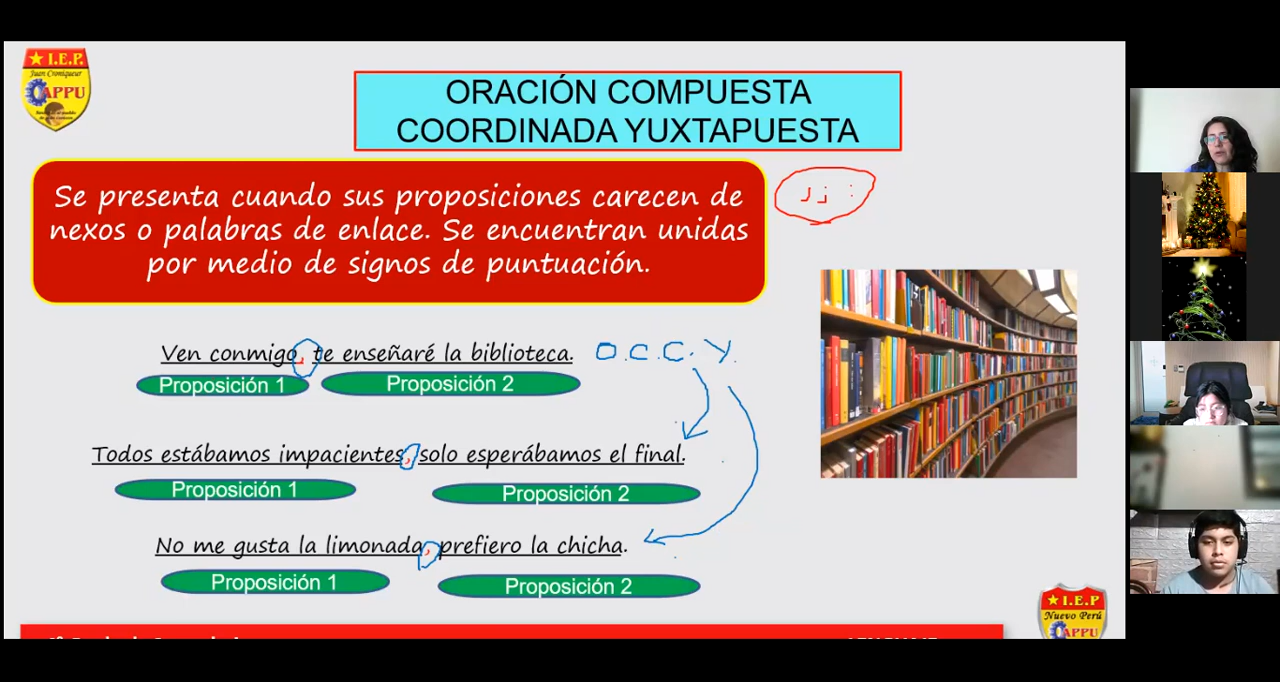 I.E.P.
Juan Croniqueur
CAPPU
ORACIÓN COMPUESTA
COORDINADA YUXTAPUESTA
Se presenta cuando sus proposiciones carecen de
nexos o palabras de enlace. Se encuentran unidas
por medio de signos de puntuación.
, ; :
Ven conmigo, te enseñaré la biblioteca. O.C.C.Y.
Proposición 1 Proposición 2
Todos estábamos impacientes, solo esperábamos el final.
Proposición 1 Proposición 2
No me gusta la limonada, prefiero la chicha.
Proposición 1 Proposición 2
I.E.P
Nuevo Perú
CAPPU